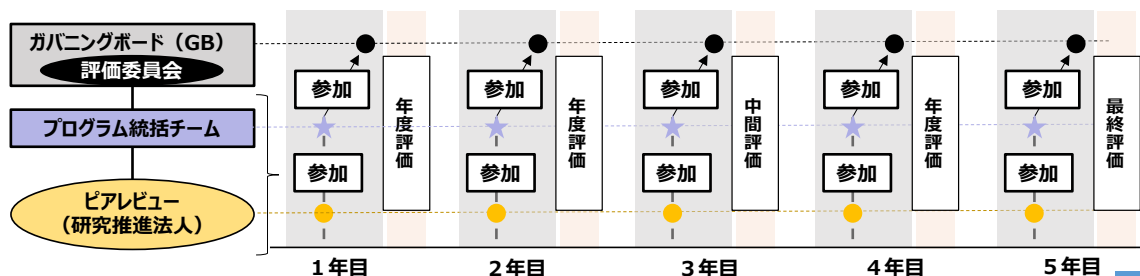 ガバニングボード（GB）
評価委員会
プログラム統括チーム
ピアレビュー
（研究推進法人）
参加
参加
年度評価
1年目
参加
参加
年度評価
2年目
参加
参加
中間評価
3年目
参加
参加
年度評価
4年目
参加
参加
最終評価
5年目